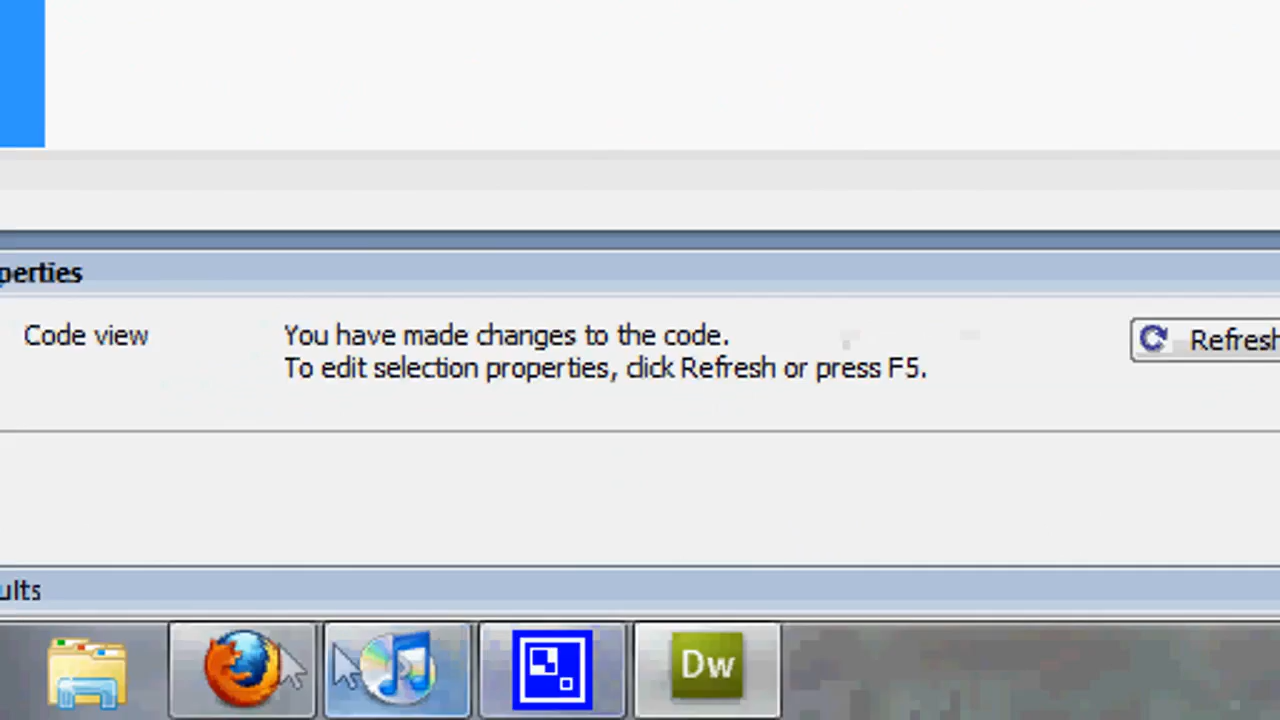 perties
Code view
You have made changes to the code.
To edit selection properties, click Refresh or press F5.
Refresh
ults
Dw